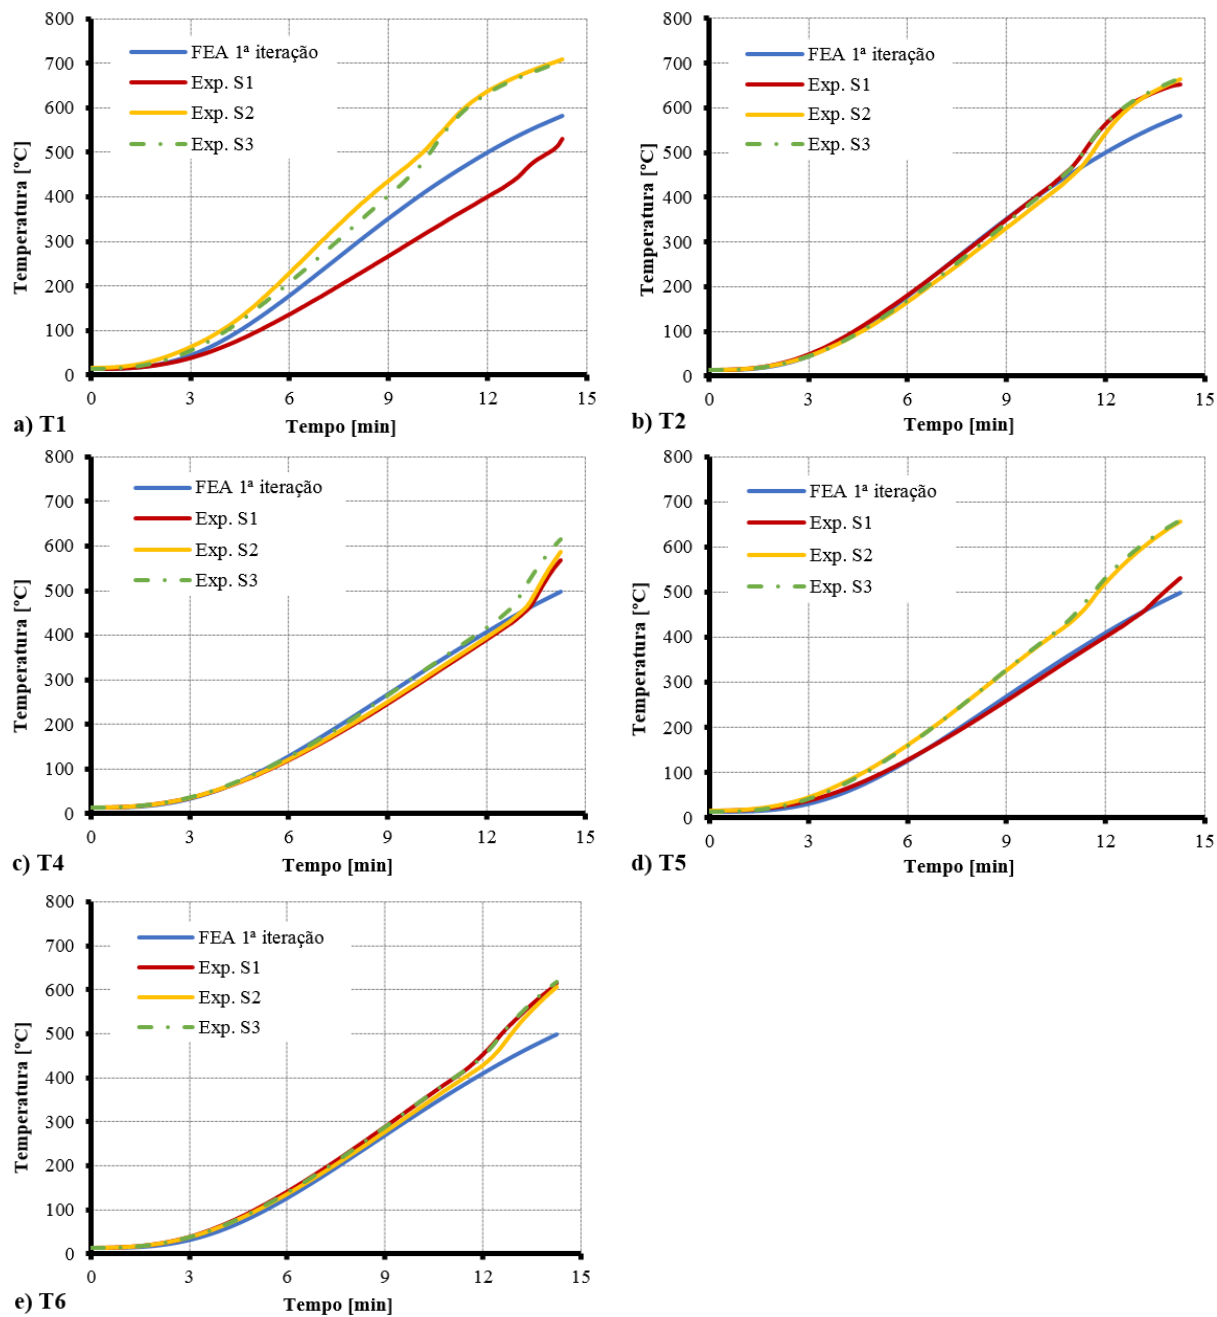 800
700
600
500
400
300
200
100
0
Temperatura [ºC]
FEA 1ª iteração
Exp. S1
Exp. S2
Exp. S3
0 3 6 9 12 15
Tempo [min]
a) T1
800
700
600
500
400
300
200
100
0
Temperatura [ºC]
FEA 1ª iteração
Exp. S1
Exp. S2
Exp. S3
0 3 6 9 12 15
Tempo [min]
b) T2
800
700
600
500
400
300
200
100
0
Temperatura [ºC]
FEA 1ª iteração
Exp. S1
Exp. S2
Exp. S3
0 3 6 9 12 15
Tempo [min]
c) T4
800
700
600
500
400
300
200
100
0
Temperatura [ºC]
FEA 1ª iteração
Exp. S1
Exp. S2
Exp. S3
0 3 6 9 12 15
Tempo [min]
d) T5
800
700
600
500
400
300
200
100
0
Temperatura [ºC]
FEA 1ª iteração
Exp. S1
Exp. S2
Exp. S3
0 3 6 9 12 15
Tempo [min]
e) T6